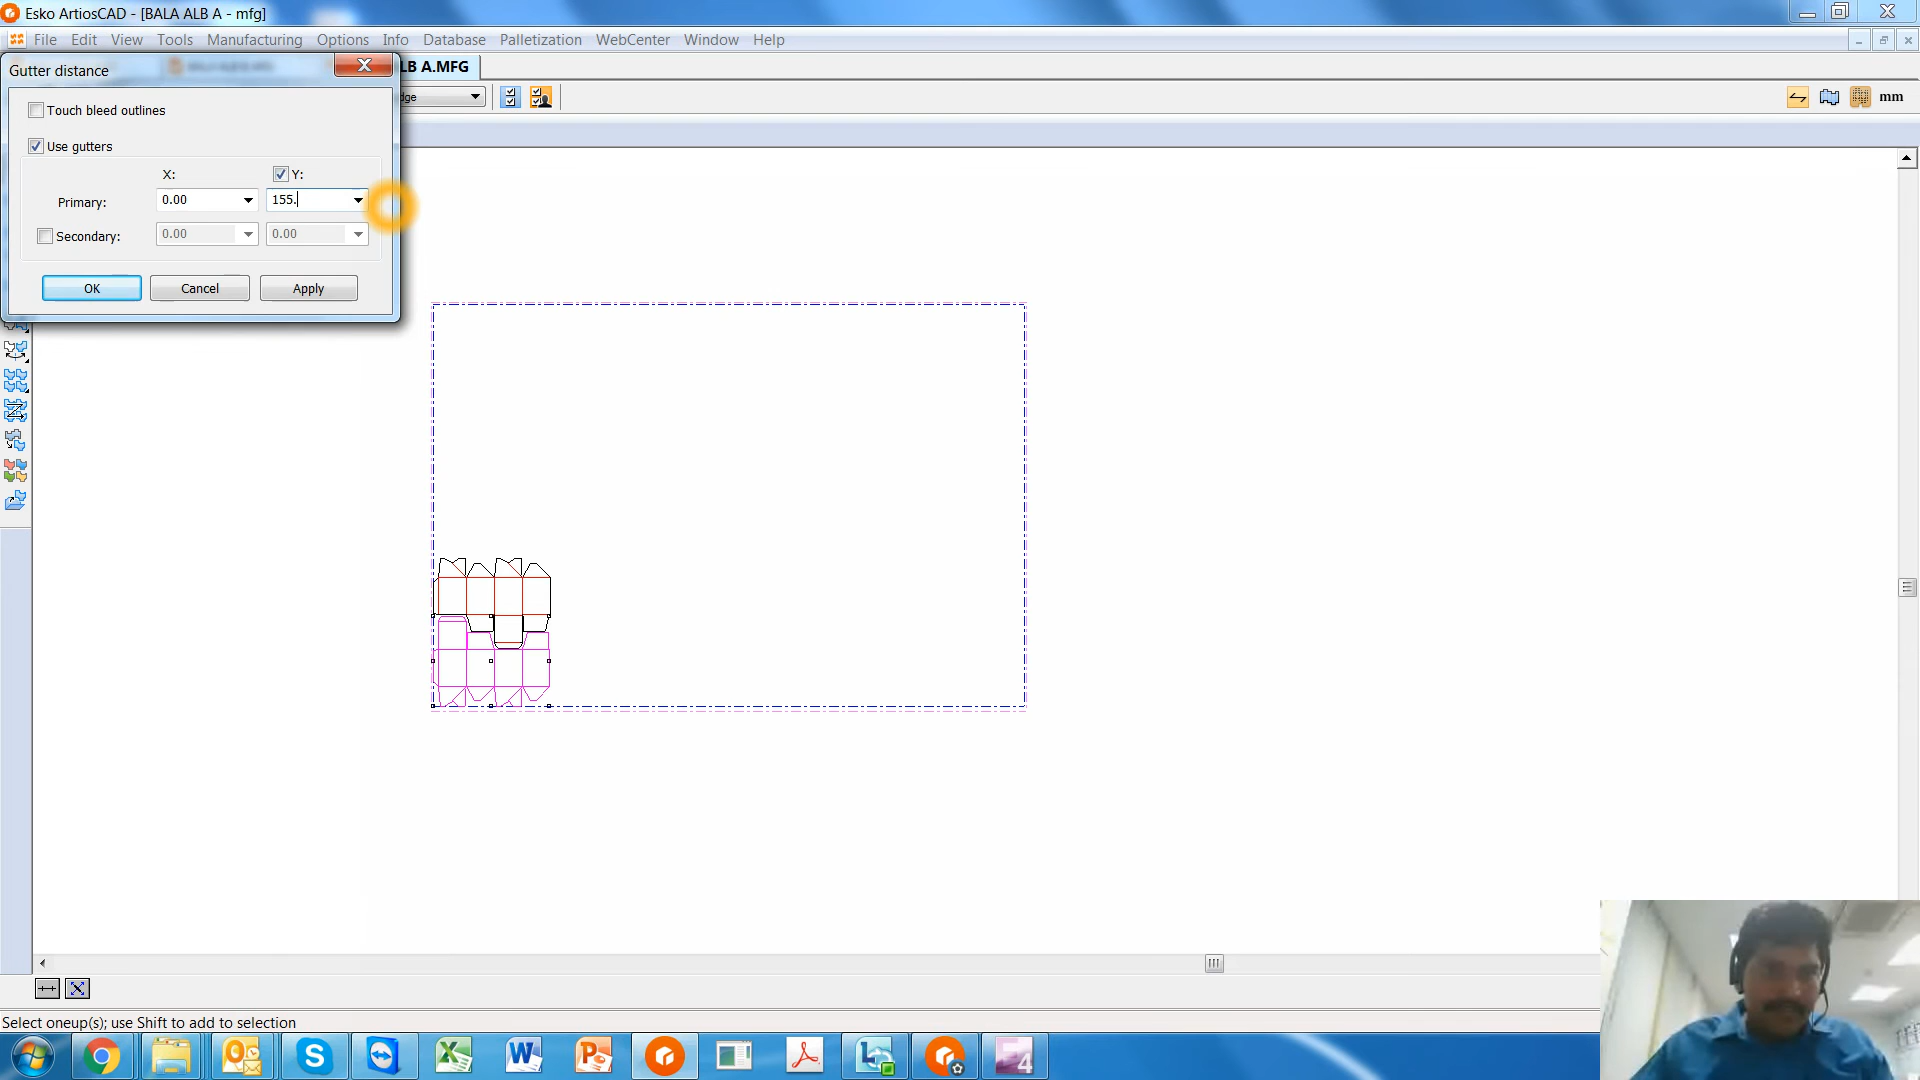 Esko ArtiosCAD - [BALA ALB A - mfg]
File Edit View Tools Manufacturing Options Info Database Palletization WebCenter Window Help
Gutter distance
LB A.MFG
Touch bleed outlines
dge
mm
Use gutters
X: Y:
Primary: 0.00 155.
Secondary: 0.00 0.00
OK Cancel Apply
Select oneup(s); use Shift to add to selection